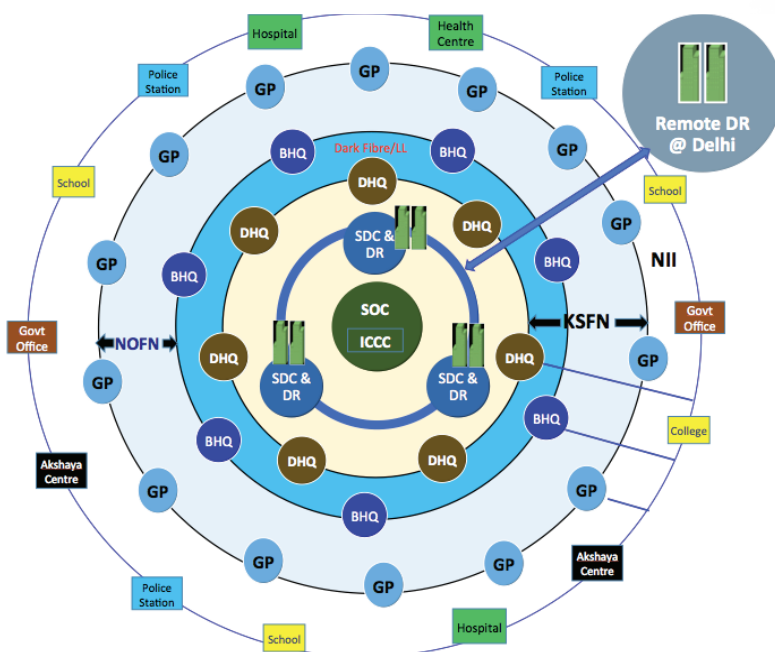 Hospital
Health
Centre
Police
Station
Police
Station
GP
GP
GP
Remote DR
@ Delhi
GP
GP
BHQ
Dark Fibre/LL
BHQ
School
DHQ
School
GP
DHQ
DHQ
SDC &
DR
GP
BHQ
BHQ
NII
SOC
ICCC
Govt
Office
NOFN
KSFN
Govt
Office
DHQ
DHQ
GP
SDC &
DR
SDC &
DR
GP
BHQ
BHQ
College
DHQ
DHQ
Akshaya
Centre
GP
GP
BHQ
GP
GP
Akshaya
Centre
GP
Police
Station
School
Hospital